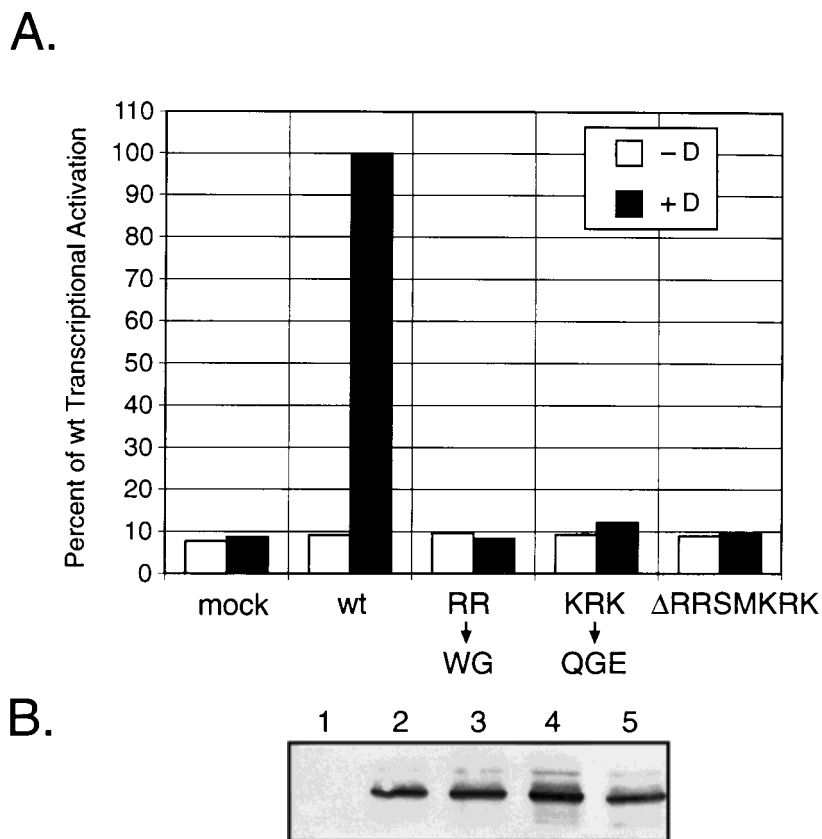 A.
Percent of wt Transcriptional Activation
110
100
90
80
70
60
50
40
30
20
10
0
– D
+ D
mock
wt
RR
↓
WG
KRK
↓
QGE
ΔRRSMKRK
B.
1 2 3 4 5